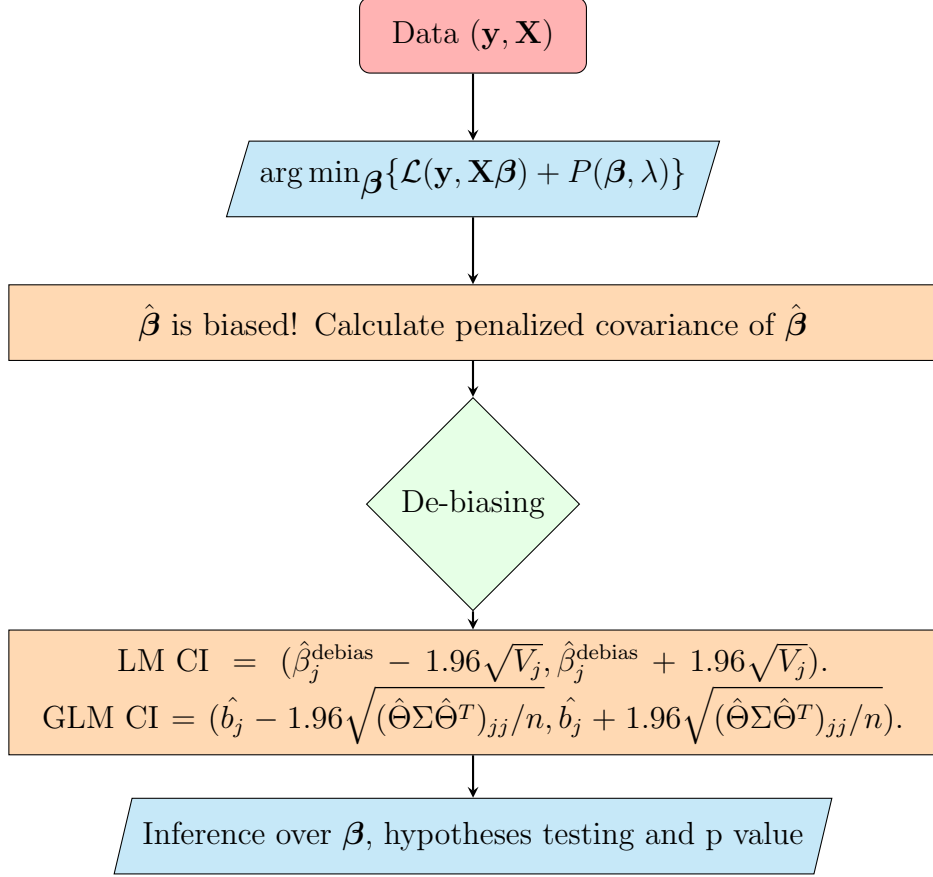 Data (𝐲, 𝐗)
arg min_𝜷{𝓛(𝐲, 𝐗𝜷) + P(𝜷, λ)}
𝜷̂ is biased! Calculate penalized covariance of 𝜷̂
De-biasing
LM CI = (β̂_j^debias − 1.96√V_j, β̂_j^debias + 1.96√V_j).
GLM CI = (b̂_j − 1.96√(Θ̂ΣΘ̂^T)_jj/n, b̂_j + 1.96√(Θ̂ΣΘ̂^T)_jj/n).
Inference over 𝜷, hypotheses testing and p value